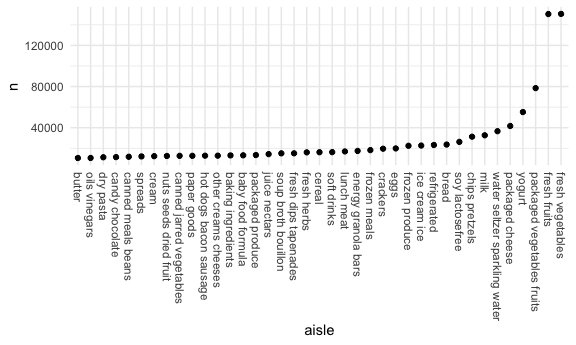 n
120000
80000
40000
butter
oils vinegars
dry pasta
candy chocolate
canned meals beans
spreads
cream
nuts seeds dried fruit
canned jarred vegetables
paper goods
hot dogs bacon sausage
other creams cheeses
baking ingredients
baby food formula
packaged produce
juice nectars
soup broth bouillon
fresh dips tapenades
fresh herbs
cereal
soft drinks
lunch meat
energy granola bars
frozen meals
crackers
eggs
frozen produce
ice cream ice
refrigerated
bread
soy lactosefree
chips pretzels
milk
water seltzer sparkling water
packaged cheese
yogurt
packaged vegetables fruits
fresh fruits
fresh vegetables
aisle